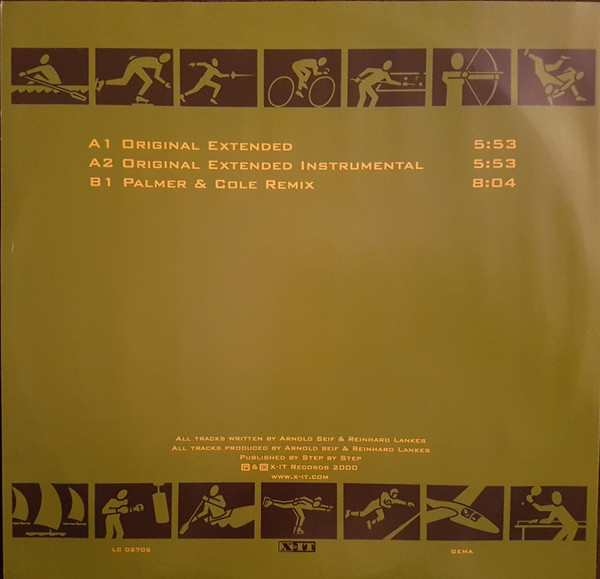 A1 Original Extended 5:53
A2 Original Extended Instrumental 5:53
B1 Palmer & Cole Remix 8:04
All tracks written by Arnold Seif & Reinhard Lankes
All tracks produced by Arnold Seif & Reinhard Lankes
Published by Step by Step
℗ & © X-IT Records 2000
www.x-it.com
LC 02705 X-IT GEMA